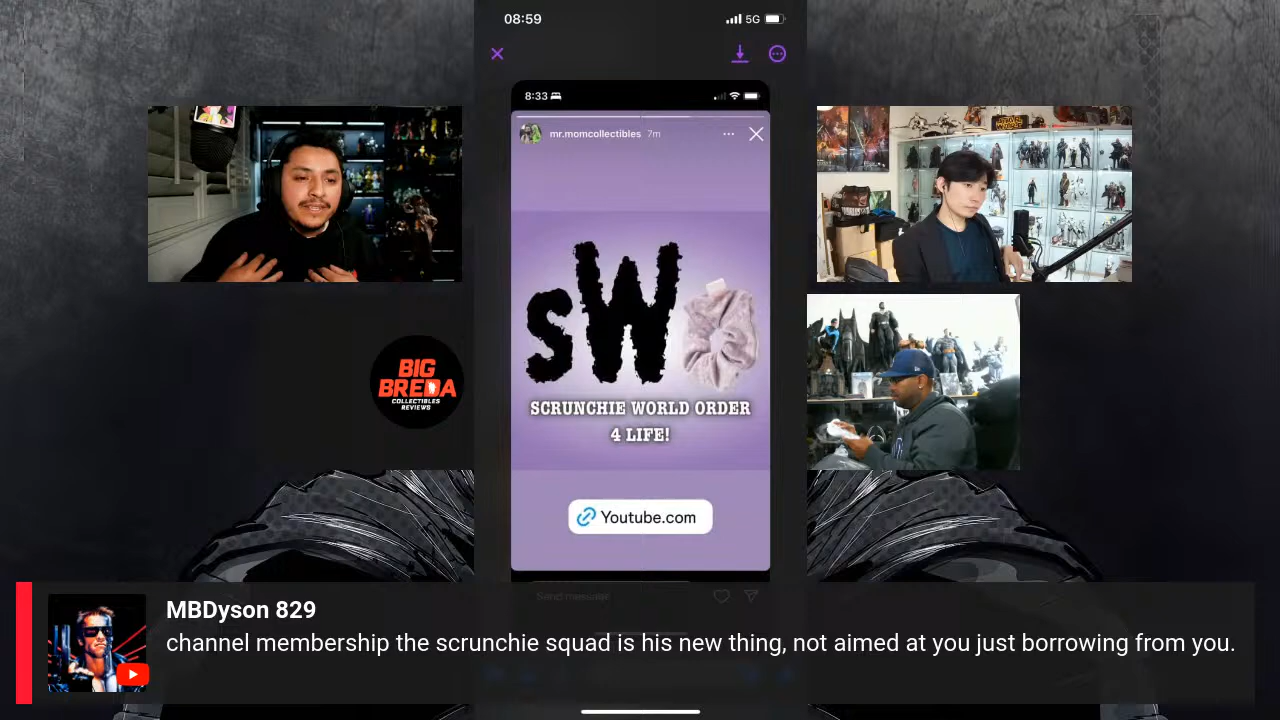 08:59
5G
8:33
mr.momcollectibles 7m
sW
SCRUNCHIE WORLD ORDER
4 LIFE!
Youtube.com
BIG
BREDA
COLLECTIBLES
REVIEWS
Send message
MBDyson 829
channel membership the scrunchie squad is his new thing, not aimed at you just borrowing from you.